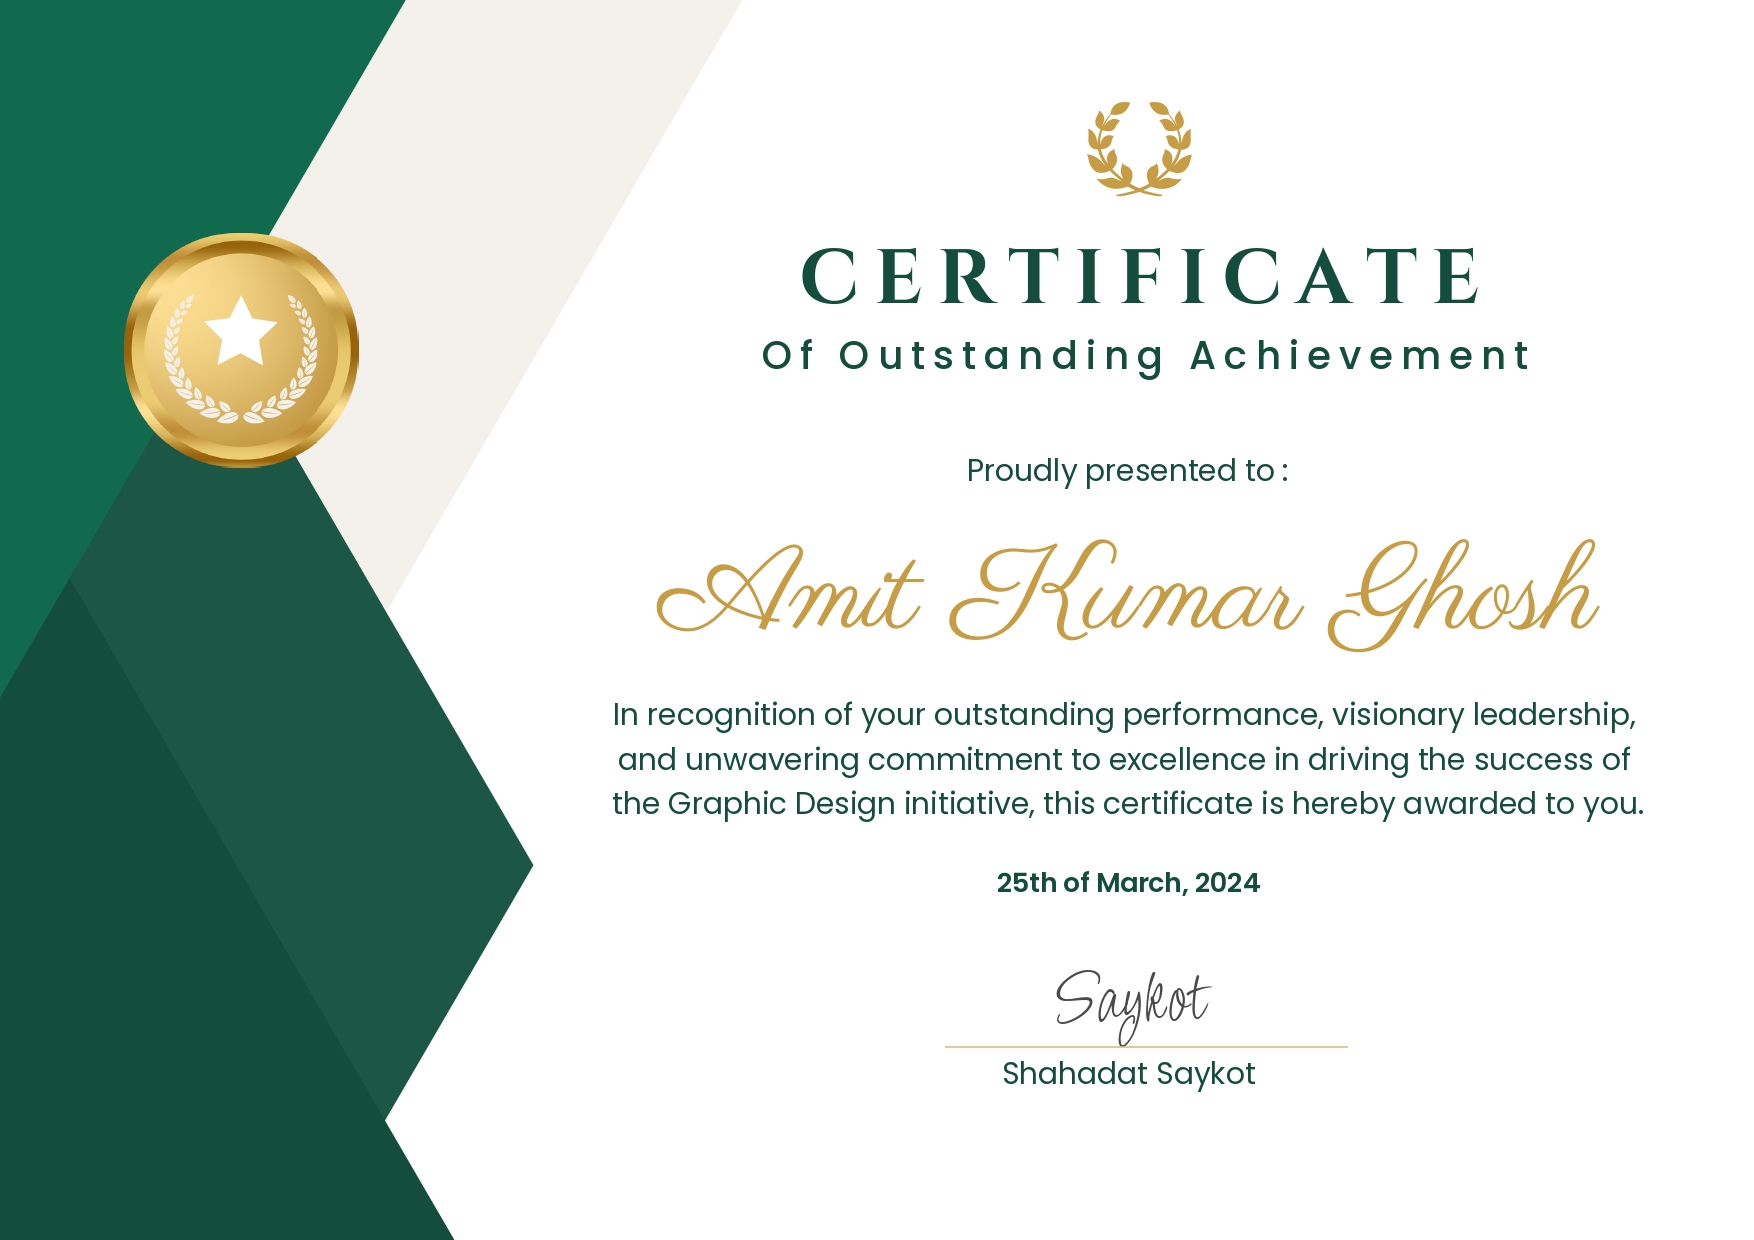 CERTIFICATE
Of Outstanding Achievement
Proudly presented to :
Amit Kumar Ghosh
In recognition of your outstanding performance, visionary leadership,
and unwavering commitment to excellence in driving the success of
the Graphic Design initiative, this certificate is hereby awarded to you.
25th of March, 2024
Saykot
Shahadat Saykot